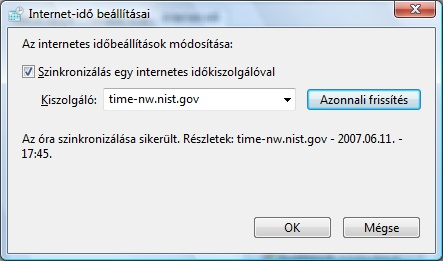 Internet-idő beállításai
Az internetes időbeállítások módosítása:
Szinkronizálás egy internetes időkiszolgálóval
Kiszolgáló: time-nw.nist.gov Azonnali frissítés
Az óra szinkronizálása sikerült. Részletek: time-nw.nist.gov - 2007.06.11. -
17:45.
OK Mégse